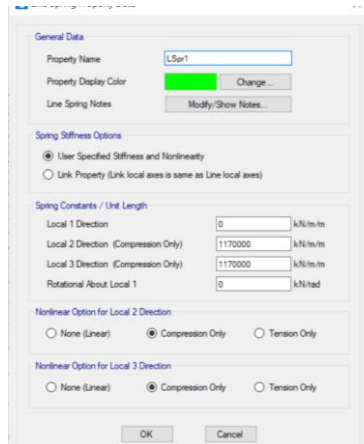 General Data
Property Name LSpr1
Property Display Color Change...
Line Spring Notes Modify/Show Notes...
Spring Stiffness Options
User Specified Stiffness and Nonlinearity
Link Property (Link local axes is same as Line local axes)
Spring Constants / Unit Length
Local 1 Direction 0 kN/m/m
Local 2 Direction (Compression Only) 1170000 kN/m/m
Local 3 Direction (Compression Only) 1170000 kN/m/m
Rotational About Local 1 0 kN/rad
Nonlinear Option for Local 2 Direction
None (Linear) Compression Only Tension Only
Nonlinear Option for Local 3 Direction
None (Linear) Compression Only Tension Only
OK Cancel